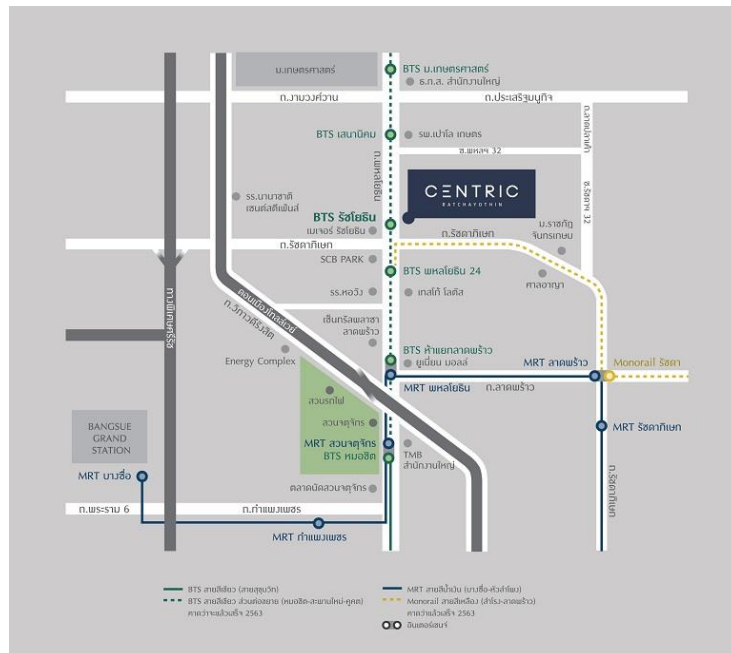 ม.เกษตรศาสตร์
BTS ม.เกษตรศาสตร์
ธ.ก.ส. สำนักงานใหญ่
ถ.งามวงศ์วาน
ถ.ประเสริฐมนูกิจ
ถ.ลาดปลาเค้า
BTS เสนานิคม
รพ.เปาโล เกษตร
ซ.พหลฯ 32
ถ.พหลโยธิน
CENTRIC
RATCHAYOTHIN
ซ.รัชดาฯ 32
รร.นานาชาติ
เซนต์สตีเฟ่นส์
BTS รัชโยธิน
เมเจอร์ รัชโยธิน
ถ.รัชดาภิเษก
ถ.รัชดาภิเษก
ม.ราชภัฏ
จันทรเกษม
SCB PARK
BTS พหลโยธิน 24
ศาลอาญา
รร.หอวัง
เทสโก้ โลตัส
ดอนเมืองโทลล์เวย์
ถ.วิภาวดีรังสิต
ทางพิเศษศรีรัช
เซ็นทรัลพลาซา
ลาดพร้าว
Energy Complex
BTS ห้าแยกลาดพร้าว
ยูเนี่ยน มอลล์
MRT ลาดพร้าว
Monorail รัชดา
MRT พหลโยธิน
ถ.ลาดพร้าว
สวนรถไฟ
สวนจตุจักร
MRT รัชดาภิเษก
BANGSUE
GRAND
STATION
MRT สวนจตุจักร
BTS หมอชิต
TMB
สำนักงานใหญ่
MRT บางซื่อ
ตลาดนัดสวนจตุจักร
ถ.รัชดาภิเษก
ถ.พระราม 6
ถ.กำแพงเพชร
MRT กำแพงเพชร
BTS สายสีเขียว (สายสุขุมวิท)
BTS สายสีเขียว ส่วนต่อขยาย (หมอชิต-สะพานใหม่-คูคต)
คาดว่าจะแล้วเสร็จ 2563
MRT สายสีน้ำเงิน (บางซื่อ-หัวลำโพง)
Monorail สายสีเหลือง (สำโรง-ลาดพร้าว)
คาดว่าแล้วเสร็จ 2563
อินเตอร์เชนจ์